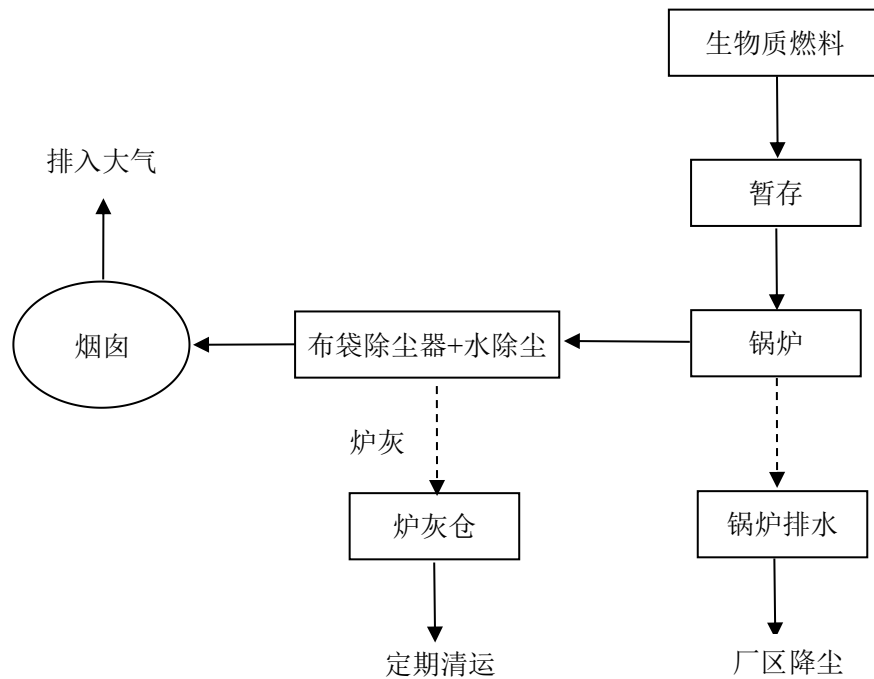 生物质燃料
排入大气
暂存
烟囱
布袋除尘器+水除尘
锅炉
炉灰
炉灰仓
锅炉排水
定期清运
厂区降尘